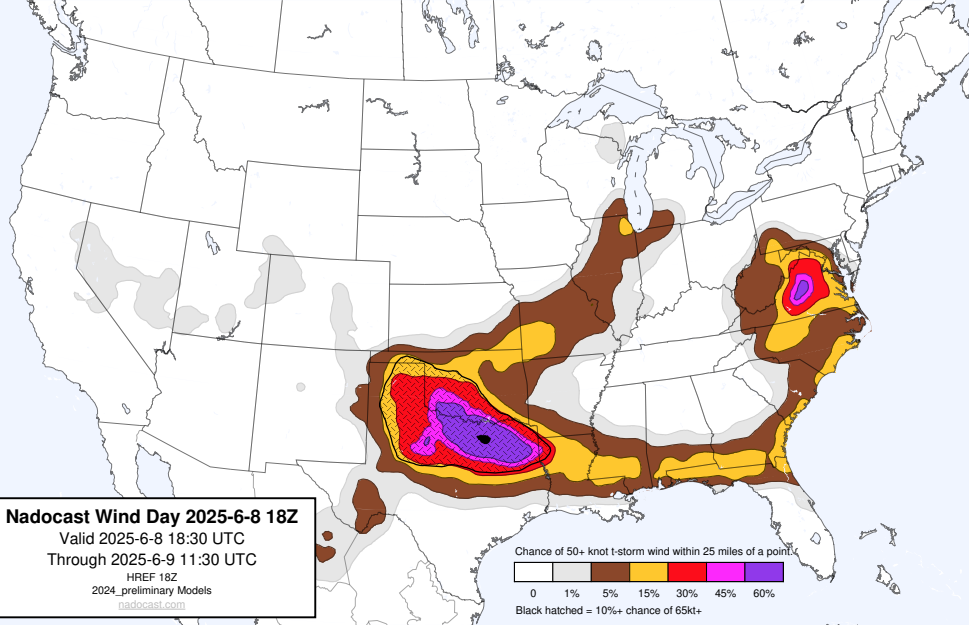 Nadocast Wind Day 2025-6-8 18Z
Valid 2025-6-8 18:30 UTC
Through 2025-6-9 11:30 UTC
HREF 18Z
2024_preliminary Models
nadocast.com
Chance of 50+ knot t-storm wind within 25 miles of a point.
0 1% 5% 15% 30% 45% 60%
Black hatched = 10%+ chance of 65kt+